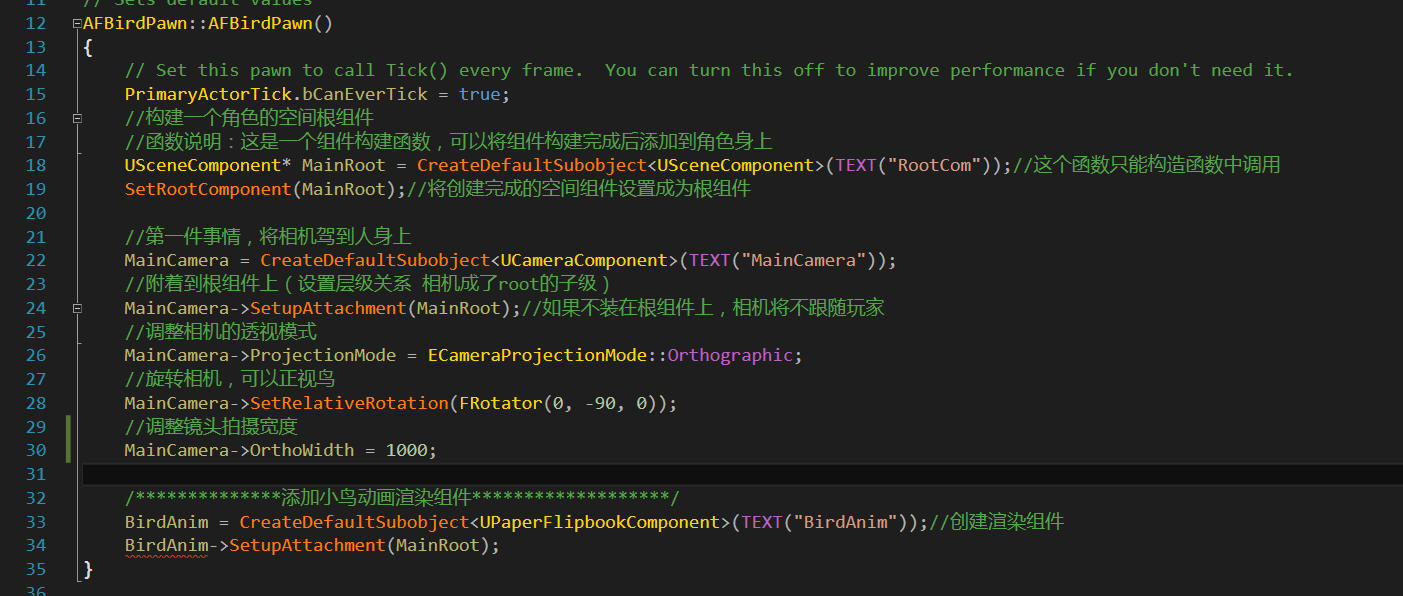 11 // Sets default values
12 AFBirdPawn::AFBirdPawn()
13 {
14 // Set this pawn to call Tick() every frame.  You can turn this off to improve performance if you don't need it.
15 PrimaryActorTick.bCanEverTick = true;
16 //构建一个角色的空间根组件
17 //函数说明：这是一个组件构建函数，可以将组件构建完成后添加到角色身上
18 USceneComponent* MainRoot = CreateDefaultSubobject<USceneComponent>(TEXT("RootCom"));//这个函数只能构造函数中调用
19 SetRootComponent(MainRoot);//将创建完成的空间组件设置成为根组件
20
21 //第一件事情，将相机驾到人身上
22 MainCamera = CreateDefaultSubobject<UCameraComponent>(TEXT("MainCamera"));
23 //附着到根组件上（设置层级关系 相机成了root的子级）
24 MainCamera->SetupAttachment(MainRoot);//如果不装在根组件上，相机将不跟随玩家
25 //调整相机的透视模式
26 MainCamera->ProjectionMode = ECameraProjectionMode::Orthographic;
27 //旋转相机，可以正视鸟
28 MainCamera->SetRelativeRotation(FRotator(0, -90, 0));
29 //调整镜头拍摄宽度
30 MainCamera->OrthoWidth = 1000;
31
32 /**************添加小鸟动画渲染组件*******************/
33 BirdAnim = CreateDefaultSubobject<UPaperFlipbookComponent>(TEXT("BirdAnim"));//创建渲染组件
34 BirdAnim->SetupAttachment(MainRoot);
35 }
36